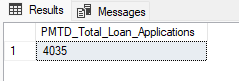 Results Messages
PMTD_Total_Loan_Applications
1 4035